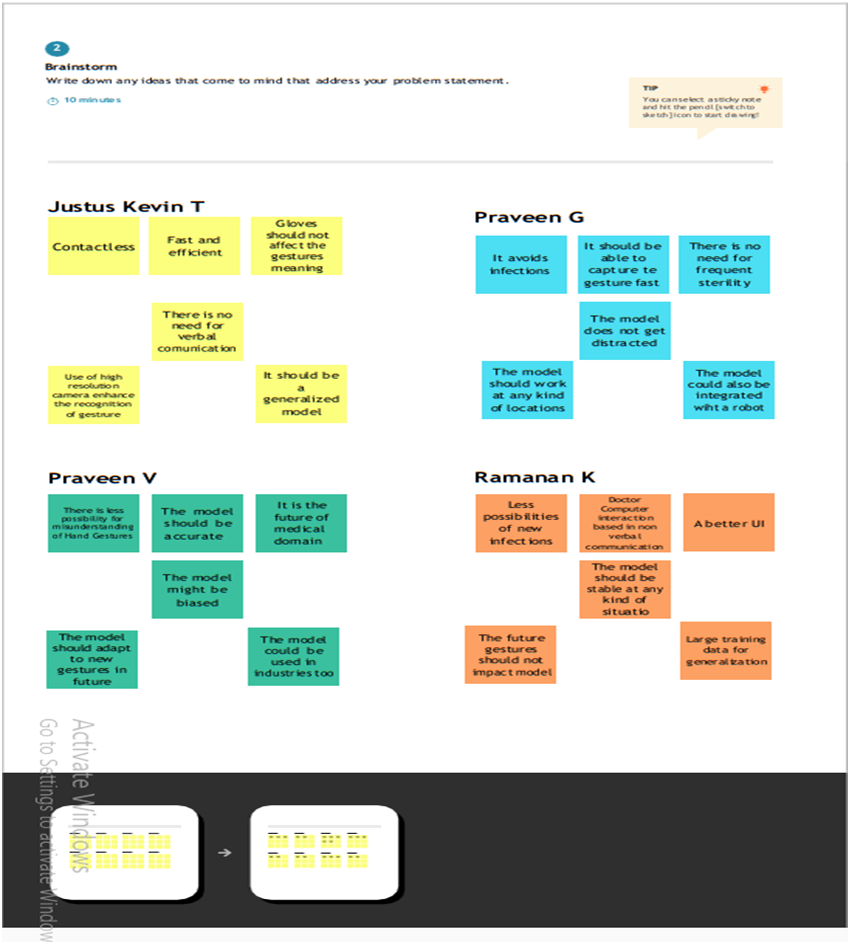 2
Brainstorm
Write down any ideas that come to mind that address your problem statement.
10 minutes
TIP
You can select a sticky note
and hit the pencil [switch to
sketch] icon to start drawing!
Justus Kevin T
Contactless
Fast and
efficient
Gloves
should not
affect the
gestures
meaning
There is no
need for
verbal
comunication
Use of high
resolution
camera enhance
the recognition
of gestrure
It should be
a
generalized
model
Praveen G
It avoids
infections
It should be
able to
capture te
gesture fast
There is no
need for
frequent
sterility
The model
does not get
distracted
The model
should work
at any kind
of locations
The model
could also be
integrated
wiht a robot
Praveen V
There is less
possibility for
misunderstanding
of Hand Gestures
The model
should be
accurate
It is the
future of
medical
domain
The model
might be
biased
The model
should adapt
to new
gestures in
future
The model
could be
used in
industries too
Ramanan K
Less
possibilities
of new
infections
Doctor
Computer
interaction
based in non
verbal
communication
A better UI
The model
should be
stable at any
kind of
situatio
The future
gestures
should not
impact model
Large training
data for
generalization
Activate Windows
Go to Settings to activate Window